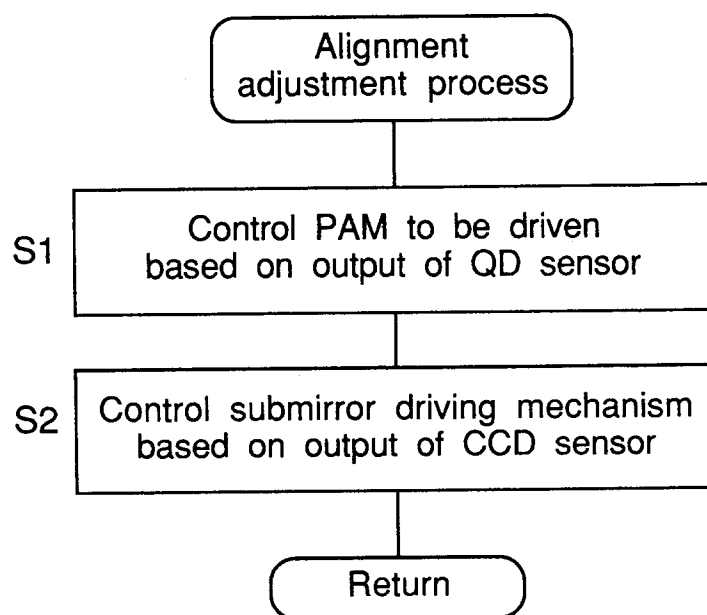 Alignment
adjustment process
S1
Control PAM to be driven
based on output of QD sensor
S2
Control submirror driving mechanism
based on output of CCD sensor
Return